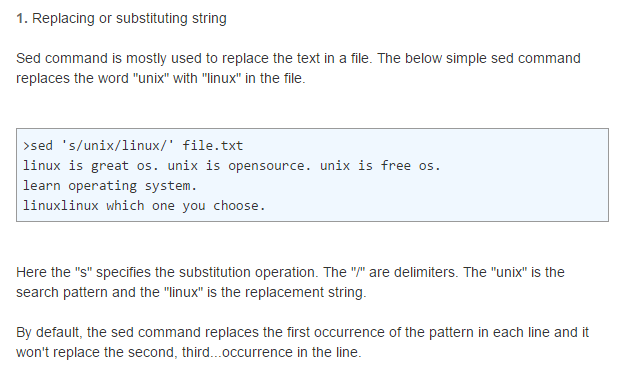 1. Replacing or substituting string
Sed command is mostly used to replace the text in a file. The below simple sed command
replaces the word "unix" with "linux" in the file.
>sed 's/unix/linux/' file.txt
linux is great os. unix is opensource. unix is free os.
learn operating system.
linuxlinux which one you choose.
Here the "s" specifies the substitution operation. The "/" are delimiters. The "unix" is the
search pattern and the "linux" is the replacement string.
By default, the sed command replaces the first occurrence of the pattern in each line and it
won't replace the second, third...occurrence in the line.